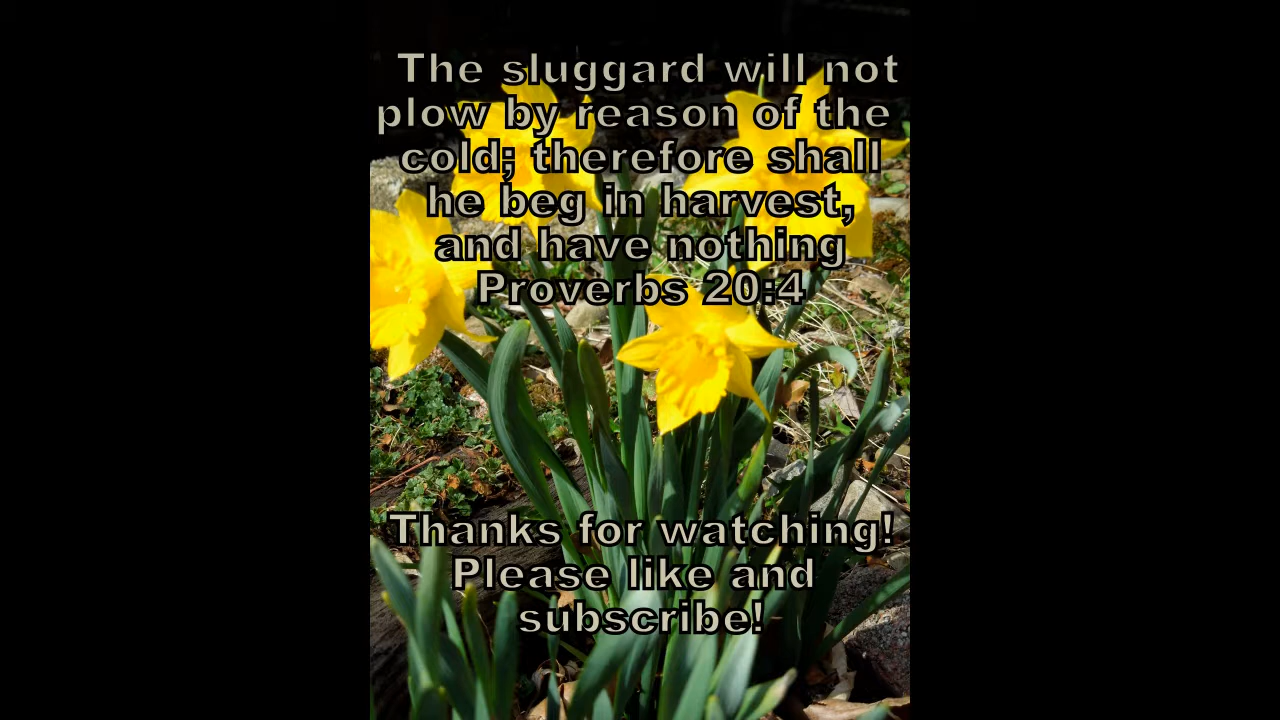 The sluggard will not
plow by reason of the
cold; therefore shall
he beg in harvest,
and have nothing
Proverbs 20:4
Thanks for watching!
Please like and
subscribe!